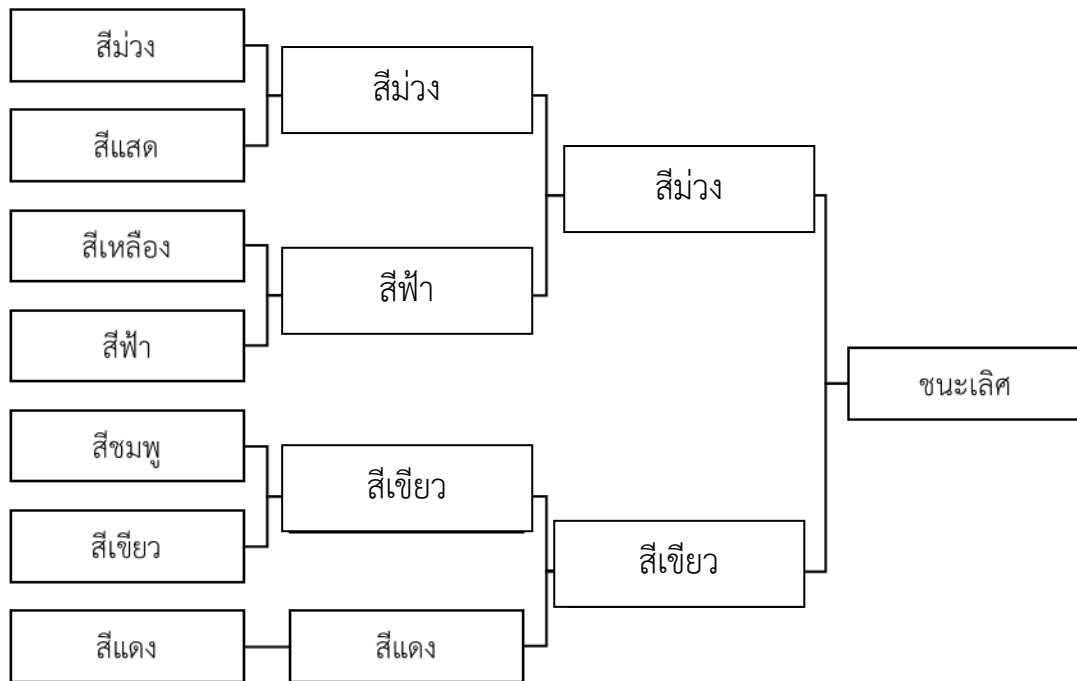 สีม่วง
สีแสด
สีเหลือง
สีฟ้า
สีชมพู
สีเขียว
สีแดง
สีม่วง
สีฟ้า
สีเขียว
สีแดง
สีม่วง
สีเขียว
ชนะเลิศ